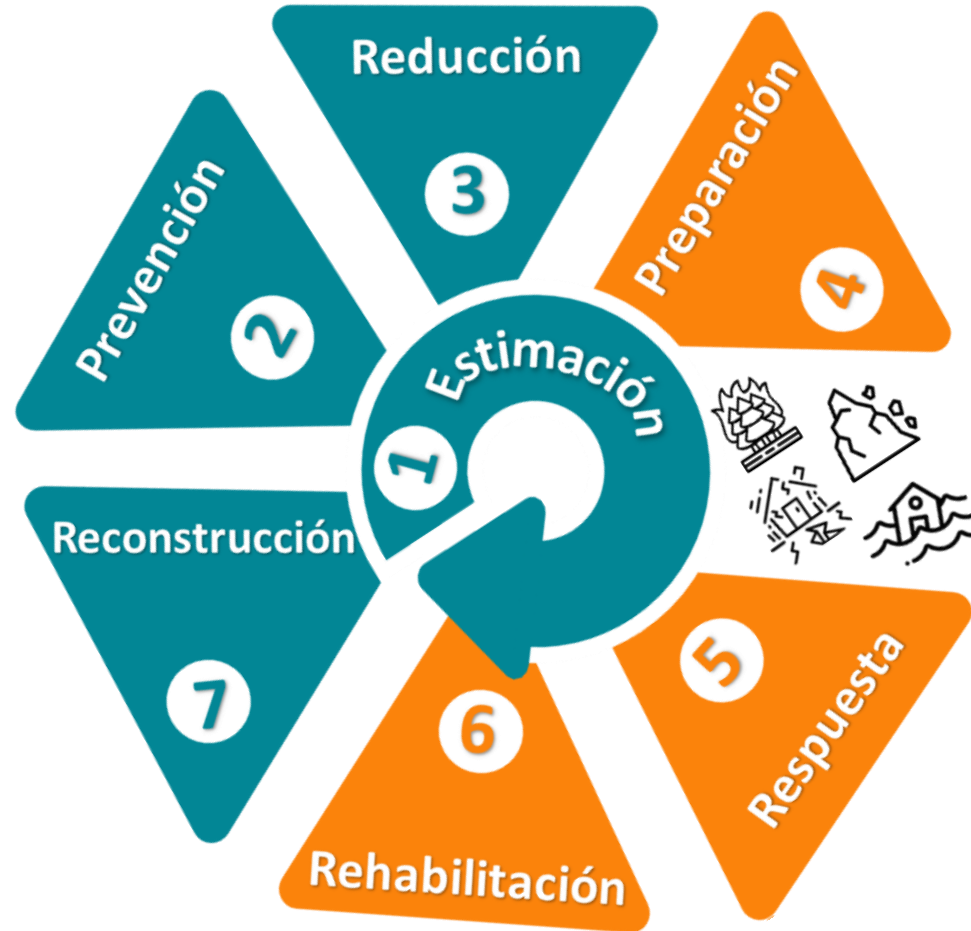 Estimación
1
Prevención
2
Reducción
3
Preparación
4
Respuesta
5
Rehabilitación
6
Reconstrucción
7